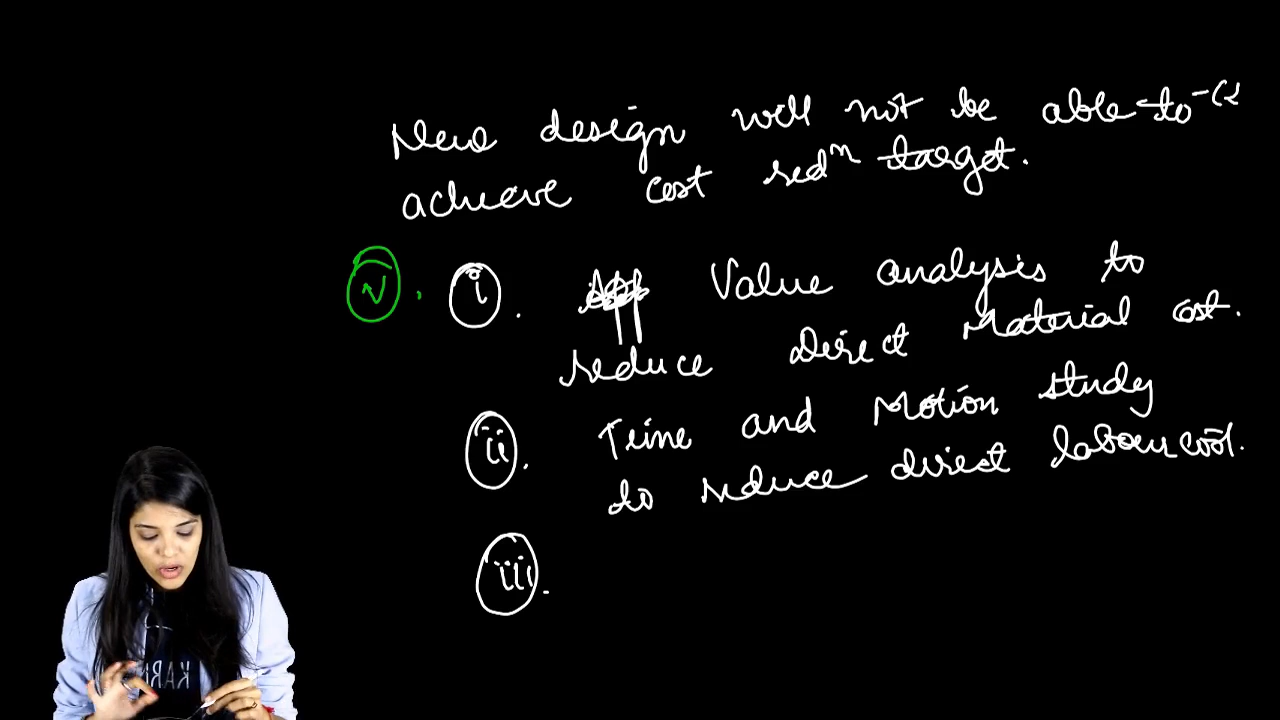 New design will not be able to
achieve cost redⁿ target.
V. i. Value analysis to
reduce Direct Material cost.
ii. Time and Motion study
to reduce direct labour cost.
iii.